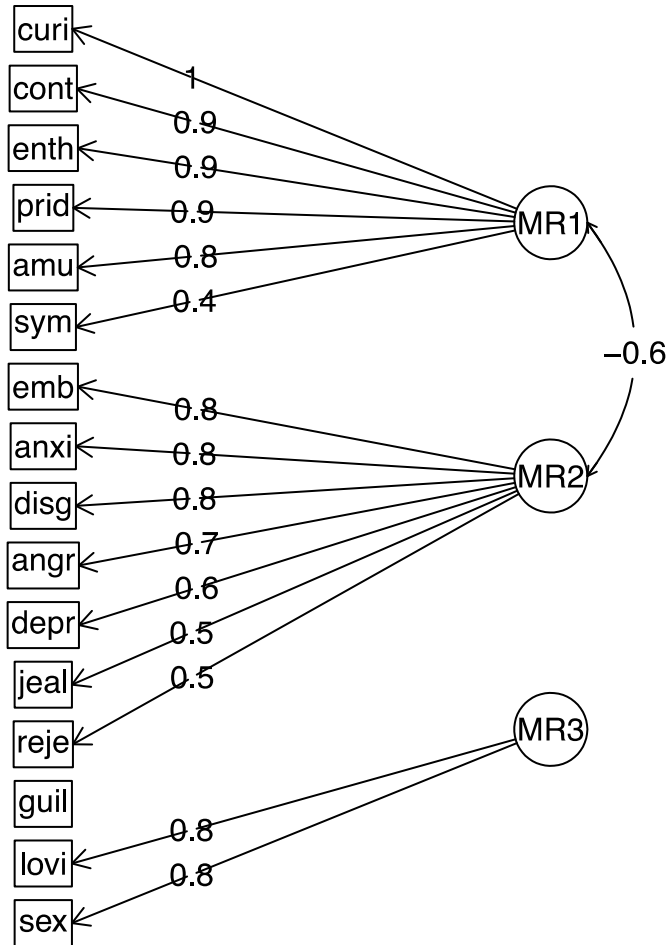 curi
cont
enth
prid
amu
sym
emb
anxi
disg
angr
depr
jeal
reje
guil
lovi
sex
1
0.9
0.9
0.9
0.8
0.4
0.8
0.8
0.8
0.7
0.6
0.5
0.5
0.8
0.8
MR1
MR2
MR3
−0.6